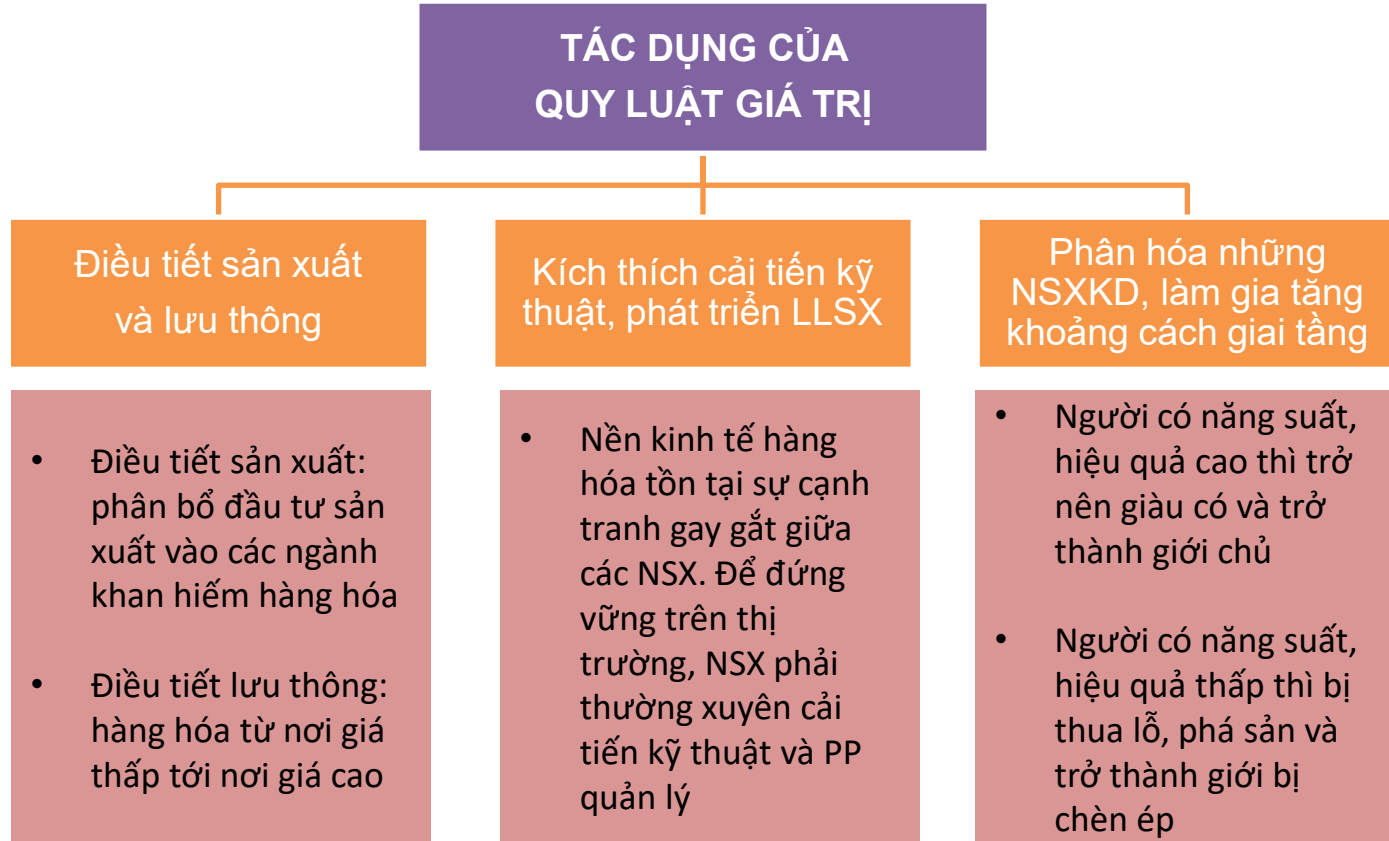 TÁC DỤNG CỦA
QUY LUẬT GIÁ TRỊ
Điều tiết sản xuất
và lưu thông
• Điều tiết sản xuất:
phân bổ đầu tư sản
xuất vào các ngành
khan hiếm hàng hóa
• Điều tiết lưu thông:
hàng hóa từ nơi giá
thấp tới nơi giá cao
Kích thích cải tiến kỹ
thuật, phát triển LLSX
• Nền kinh tế hàng
hóa tồn tại sự cạnh
tranh gay gắt giữa
các NSX. Để đứng
vững trên thị
trường, NSX phải
thường xuyên cải
tiến kỹ thuật và PP
quản lý
Phân hóa những
NSXKD, làm gia tăng
khoảng cách giai tầng
• Người có năng suất,
hiệu quả cao thì trở
nên giàu có và trở
thành giới chủ
• Người có năng suất,
hiệu quả thấp thì bị
thua lỗ, phá sản và
trở thành giới bị
chèn ép